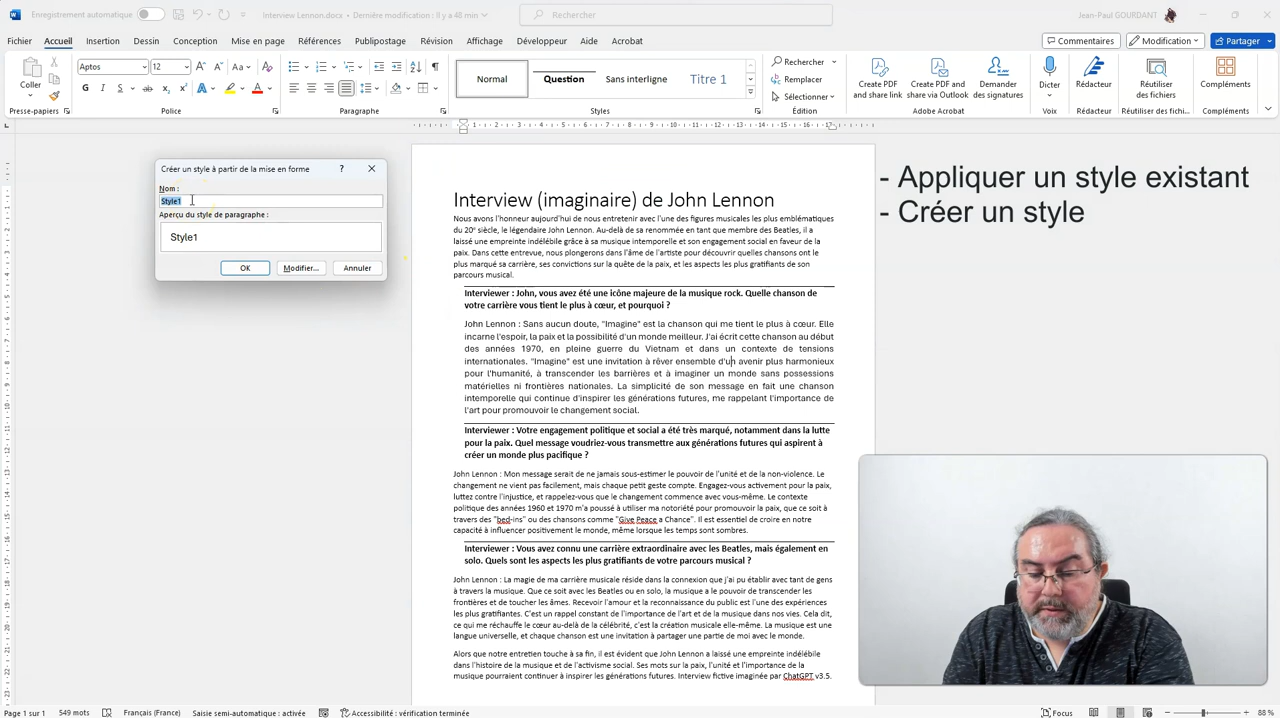 Enregistrement automatique
Interview Lennon.docx • Dernière modification : 9 y a 48 min
Rechercher
Jean-Paul GOURDANT
Fichier Accueil Insertion Dessin Conception Mise en page Références Publipostage Révision Affichage Développeur Aide Acrobat
Commentaires Modification Partager
Coller
Presse-papiers
Aptos 12
Police
Paragraphe
Normal Question Sans interligne Titre 1
Styles
Rechercher
Remplacer
Sélectionner
Édition
Create PDF and share link
Create PDF and share via Outlook
Demander des signatures
Adobe Acrobat
Dicter
Voix
Rédacteur
Rédacteur
Réutiliser des fichiers
Réutiliser des fichi...
Compléments
Compléments
Créer un style à partir de la mise en forme ?
Nom :
Style1
Aperçu du style de paragraphe :
Style1
OK Modifier... Annuler
- Appliquer un style existant
- Créer un style
Interview (imaginaire) de John Lennon
Nous avons l'honneur aujourd'hui de nous entretenir avec l'une des figures musicales les plus emblématiques
du 20e siècle, le légendaire John Lennon. Au-delà de sa renommée en tant que membre des Beatles, il a
laissé une empreinte indélébile grâce à sa musique intemporelle et son engagement social en faveur de la
paix. Dans cette entrevue, nous plongerons dans l'âme de l'artiste pour découvrir quelles chansons ont
le plus marqué sa carrière, ses convictions sur la quête de la paix, et les aspects les plus gratifiants de son
parcours musical.
Interviewer : John, vous avez été une icône majeure de la musique rock. Quelle chanson de
votre carrière vous tient le plus à cœur, et pourquoi ?
John Lennon : Sans aucun doute, "Imagine" est la chanson qui me tient le plus à cœur. Elle
incarne l'espoir, la paix et la possibilité d'un monde meilleur. J'ai écrit cette chanson au début
des années 1970, en pleine guerre du Vietnam et dans un contexte de tensions
internationales. "Imagine" est une invitation à rêver ensemble d'un avenir plus harmonieux
pour l'humanité, à transcender les barrières et à imaginer un monde sans possessions
matérielles ni frontières nationales. La simplicité de son message en fait une chanson
intemporelle qui continue d'inspirer les générations futures, me rappelant l'importance de
l'art pour promouvoir le changement social.
Interviewer : Votre engagement politique et social a été très marqué, notamment dans la lutte
pour la paix. Quel message voudriez-vous transmettre aux générations futures qui aspirent à
créer un monde plus pacifique ?
John Lennon : Mon message serait de ne jamais sous-estimer le pouvoir de l'unité et de la non-violence. Le
changement ne vient pas facilement, mais chaque petit geste compte. Engagez-vous activement pour la paix,
luttez contre l'injustice, et rappelez-vous que le changement commence avec vous-même. Le contexte
politique des années 1960 et 1970 m'a poussé à utiliser ma notoriété pour promouvoir la paix, que ce soit à
travers des "bed-ins" ou des chansons comme "Give Peace a Chance". Il est essentiel de croire en notre
capacité à influencer positivement le monde, même lorsque les temps sont sombres.
Interviewer : Vous avez connu une carrière extraordinaire avec les Beatles, mais également en
solo. Quels sont les aspects les plus gratifiants de votre parcours musical ?
John Lennon : La magie de ma carrière musicale réside dans la connexion que j'ai pu établir avec tant de gens
à travers le monde. Que ce soit avec les Beatles ou en solo, la musique a le pouvoir de transcender les
frontières et de toucher les âmes. Recevoir l'amour et la reconnaissance du public est l'une des expériences
les plus gratifiantes. C'est un rappel constant de l'importance de l'art et de la musique dans nos vies. Cela dit,
ce qui me réchauffe le cœur au-delà de la célébrité, c'est la création musicale elle-même. La musique est une
langue universelle, et chaque chanson est une invitation à partager une partie de moi avec le monde.
Alors que notre entretien touche à sa fin, il est évident que John Lennon a laissé une empreinte indélébile
dans l'histoire de la musique et de l'activisme social. Ses mots sur la paix, l'unité et l'importance de la
musique pourraient continuer à inspirer les générations futures. Interview fictive imaginée par ChatGPT v3.5.
Page 1 sur 1 549 mots Français (France) Saisie semi-automatique : activée Accessibilité : vérification terminée Focus 88 %